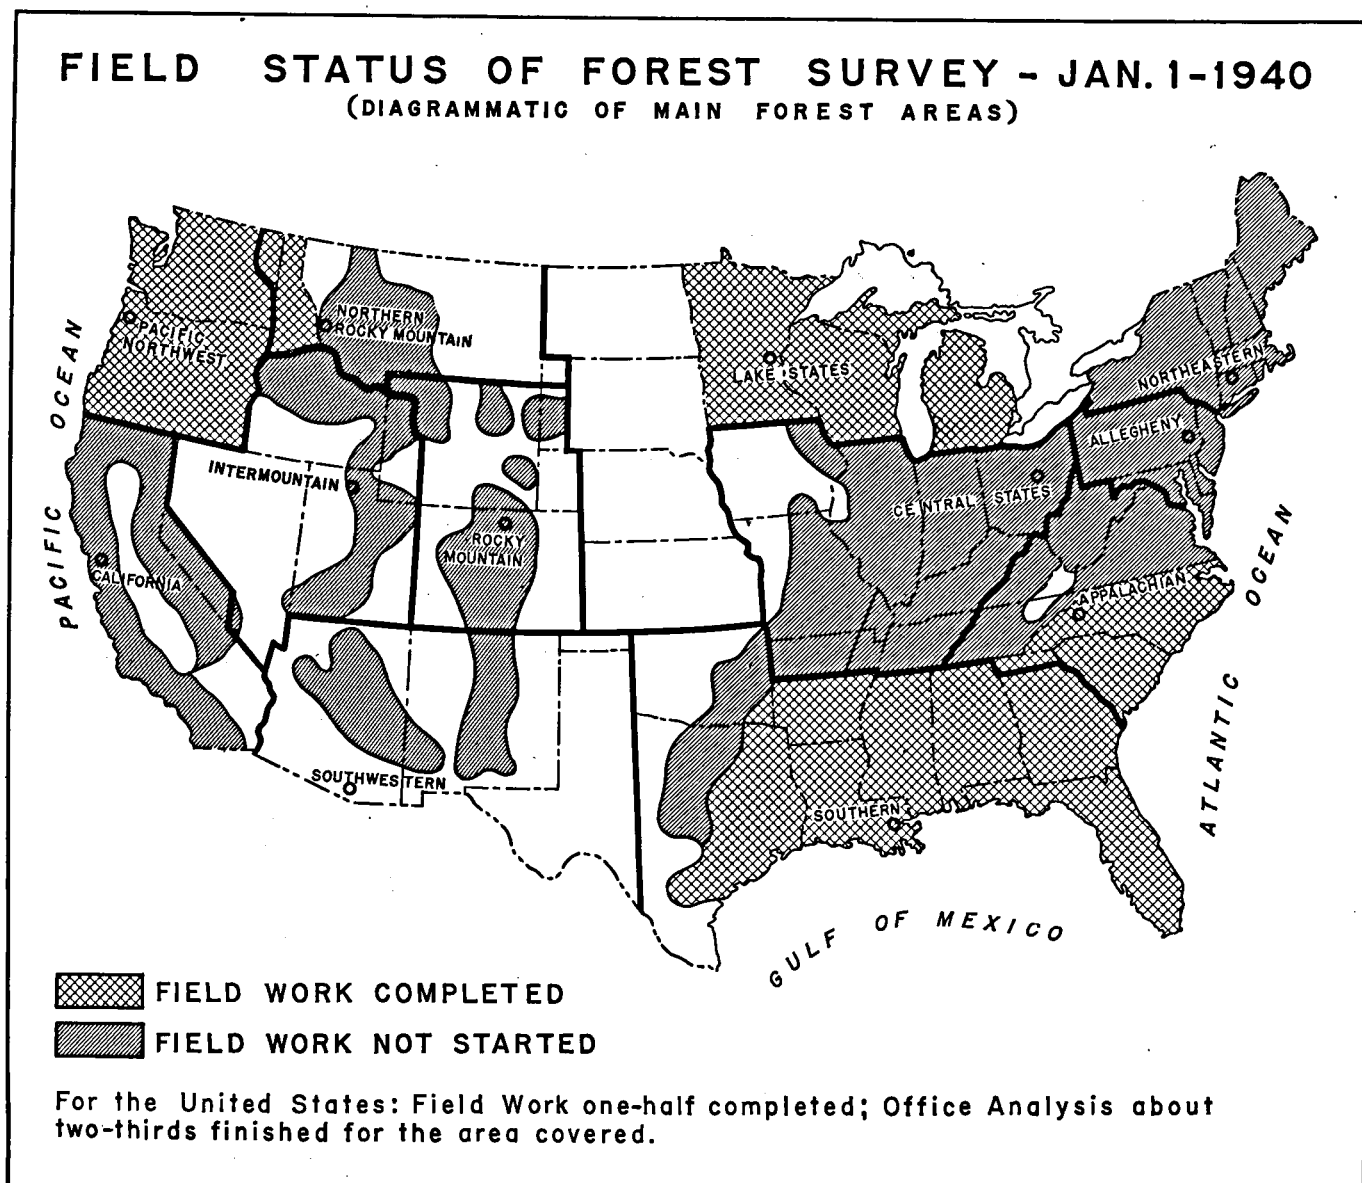 FIELD STATUS OF FOREST SURVEY - JAN. 1-1940
(DIAGRAMMATIC OF MAIN FOREST AREAS)
NORTHERN
ROCKY MOUNTAIN
PACIFIC
NORTHWEST
LAKE STATES
NORTHEASTERN
ALLEGHENY
INTERMOUNTAIN
CENTRAL STATES
ROCKY
MOUNTAIN
CALIFORNIA
APPALACHIAN
SOUTHWESTERN
SOUTHERN
PACIFIC OCEAN
ATLANTIC OCEAN
GULF OF MEXICO
FIELD WORK COMPLETED
FIELD WORK NOT STARTED
For the United States: Field Work one-half completed; Office Analysis about
two-thirds finished for the area covered.